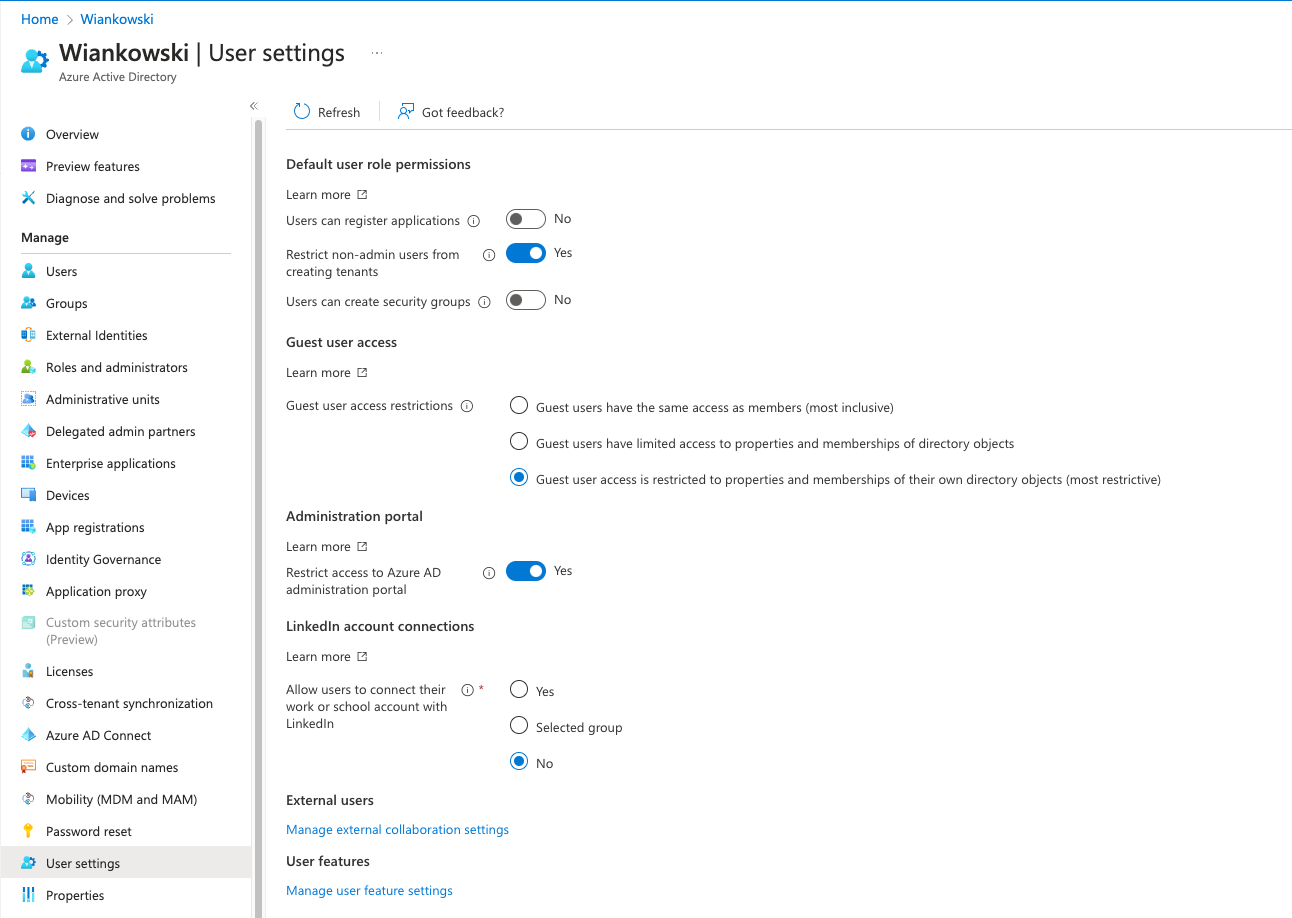 Home > Wiankowski
Wiankowski | User settings ...
Azure Active Directory
«
Overview
Preview features
Diagnose and solve problems
Manage
Users
Groups
External Identities
Roles and administrators
Administrative units
Delegated admin partners
Enterprise applications
Devices
App registrations
Identity Governance
Application proxy
Custom security attributes
(Preview)
Licenses
Cross-tenant synchronization
Azure AD Connect
Custom domain names
Mobility (MDM and MAM)
Password reset
User settings
Properties
Refresh
Got feedback?
Default user role permissions
Learn more
Users can register applications
No
Restrict non-admin users from
creating tenants
Yes
Users can create security groups
No
Guest user access
Learn more
Guest user access restrictions
Guest users have the same access as members (most inclusive)
Guest users have limited access to properties and memberships of directory objects
Guest user access is restricted to properties and memberships of their own directory objects (most restrictive)
Administration portal
Learn more
Restrict access to Azure AD
administration portal
Yes
LinkedIn account connections
Learn more
Allow users to connect their *
work or school account with
LinkedIn
Yes
Selected group
No
External users
Manage external collaboration settings
User features
Manage user feature settings